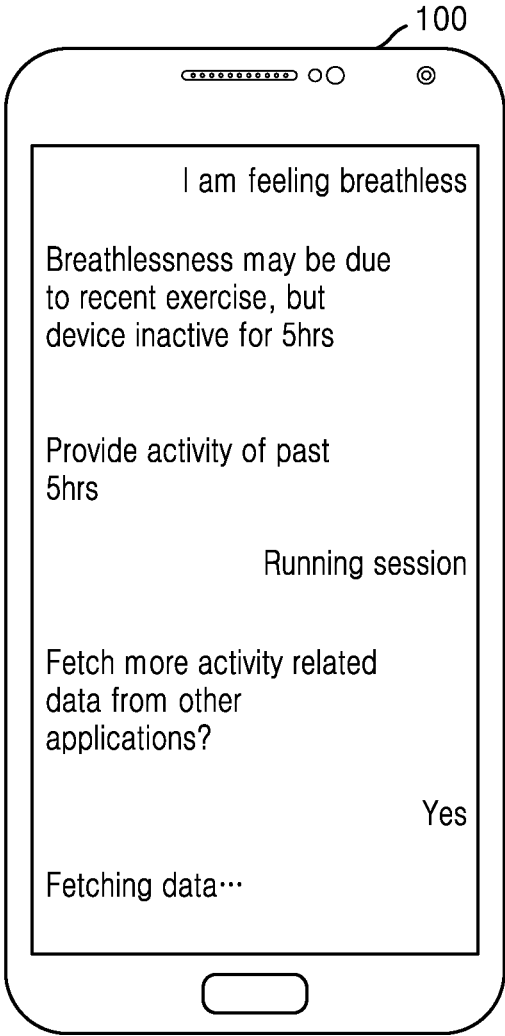 100
I am feeling breathless
Breathlessness may be due
to recent exercise, but
device inactive for 5hrs
Provide activity of past
5hrs
Running session
Fetch more activity related
data from other
applications?
Yes
Fetching data···